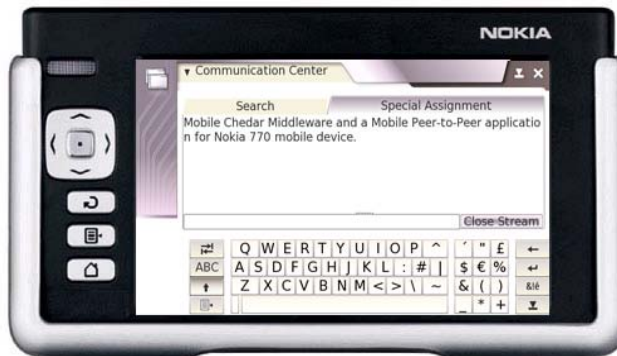 NOKIA
Communication Center
Search
Special Assignment
Mobile Chedar Middleware and a Mobile Peer-to-Peer applicatio
n for Nokia 770 mobile device.
Close Stream
Q W E R T Y U I O P ^ ´ " £
ABC A S D F G H J K L : # | $ € %
Z X C V B N M < > \ ~ & ( ) &!é
_ * +